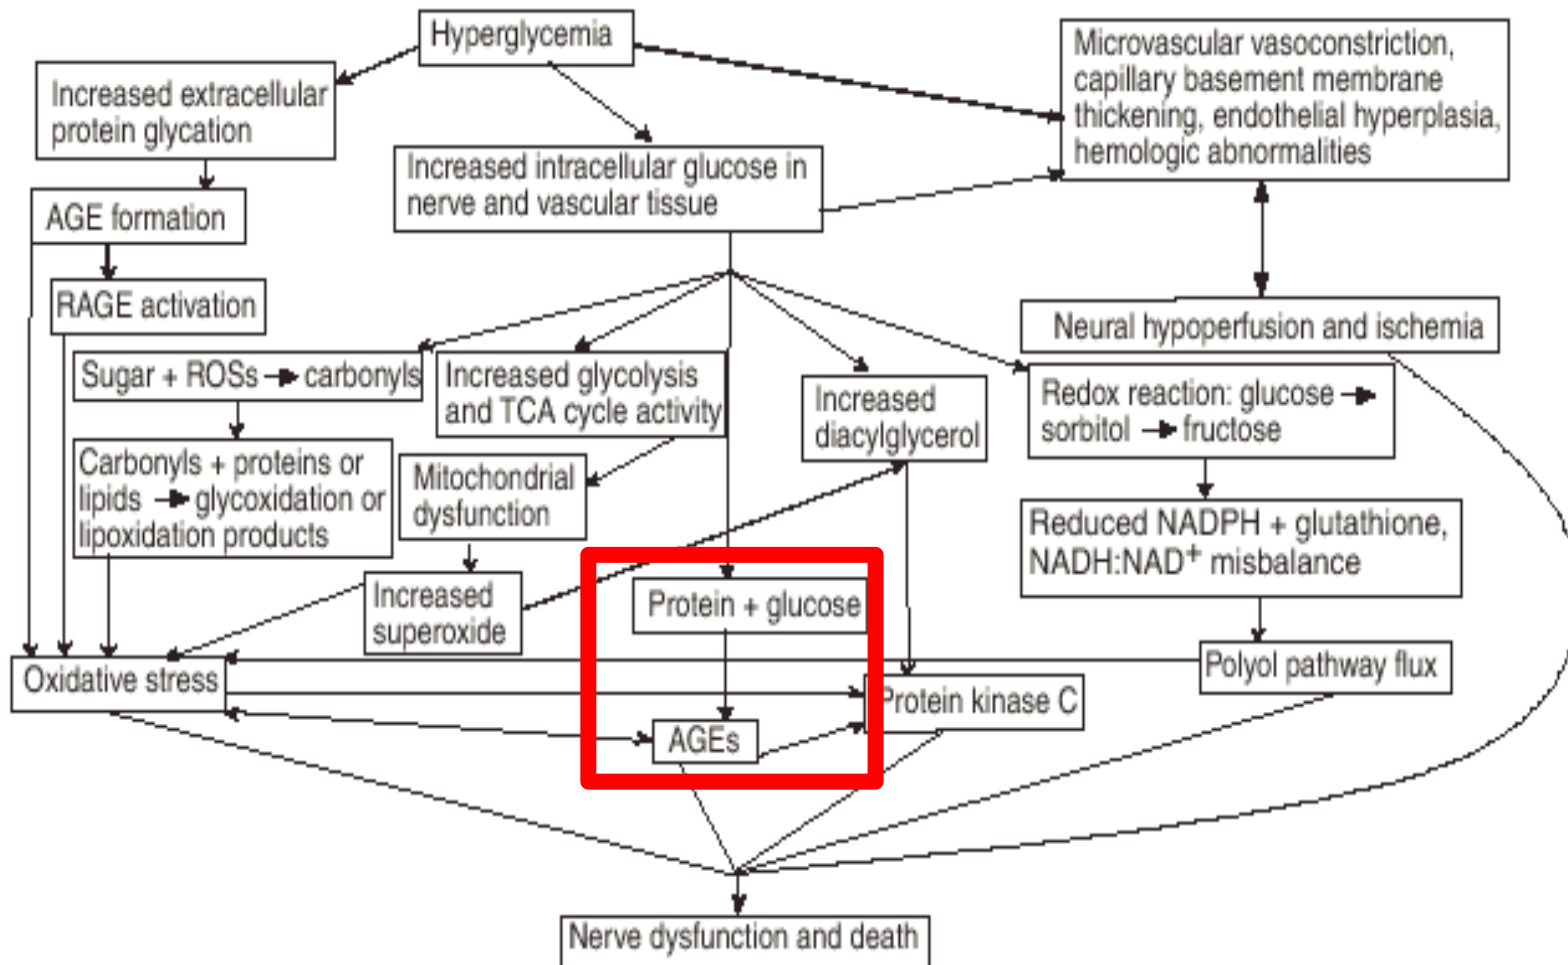 Hyperglycemia
Increased extracellular
protein glycation
Microvascular vasoconstriction,
capillary basement membrane
thickening, endothelial hyperplasia,
hemologic abnormalities
Increased intracellular glucose in
nerve and vascular tissue
AGE formation
RAGE activation
Neural hypoperfusion and ischemia
Sugar + ROSs → carbonyls
Increased glycolysis
and TCA cycle activity
Increased
diacylglycerol
Redox reaction: glucose →
sorbitol → fructose
Carbonyls + proteins or
lipids → glycoxidation or
lipoxidation products
Mitochondrial
dysfunction
Reduced NADPH + glutathione,
NADH:NAD⁺ misbalance
Increased
superoxide
Protein + glucose
Oxidative stress
Protein kinase C
Polyol pathway flux
AGEs
Nerve dysfunction and death